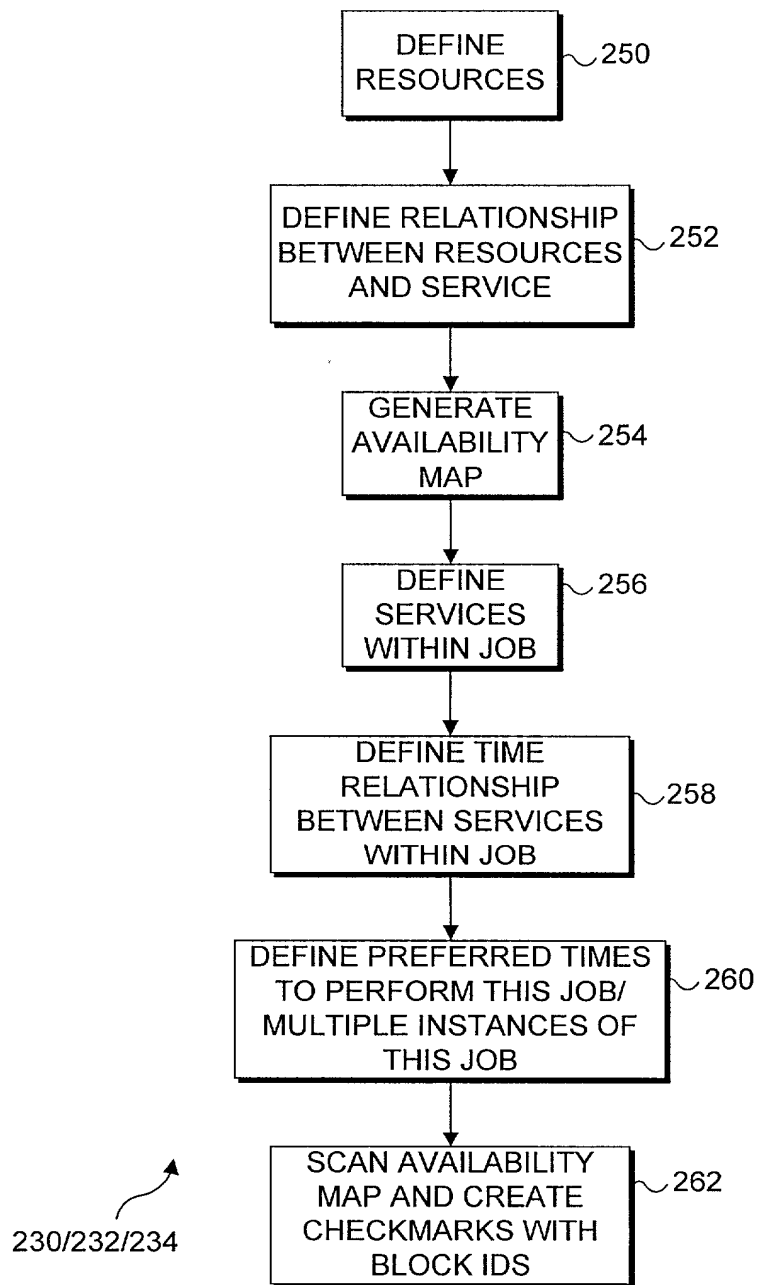 DEFINE
RESOURCES
250
DEFINE RELATIONSHIP
BETWEEN RESOURCES
AND SERVICE
252
GENERATE
AVAILABILITY
MAP
254
DEFINE
SERVICES
WITHIN JOB
256
DEFINE TIME
RELATIONSHIP
BETWEEN SERVICES
WITHIN JOB
258
DEFINE PREFERRED TIMES
TO PERFORM THIS JOB/
MULTIPLE INSTANCES OF
THIS JOB
260
SCAN AVAILABILITY
MAP AND CREATE
CHECKMARKS WITH
BLOCK IDS
262
230/232/234